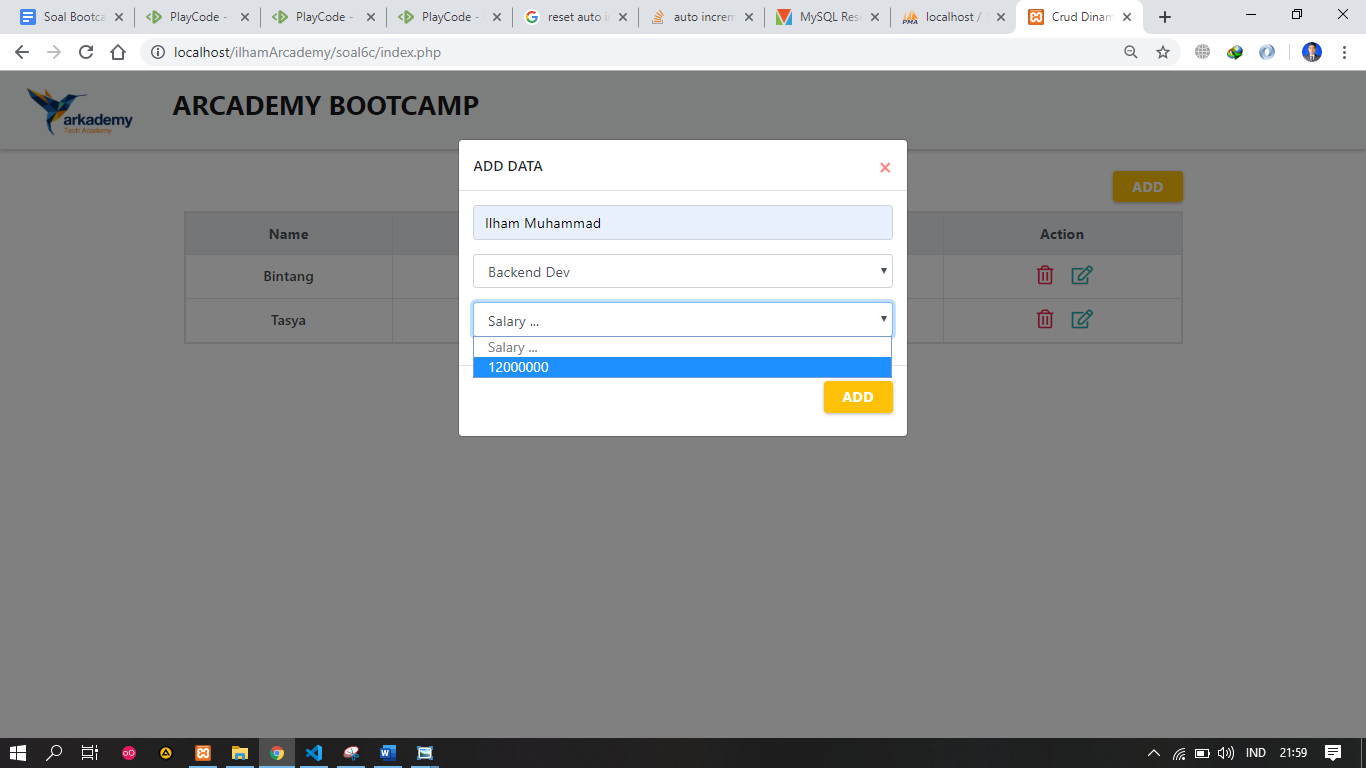 Soal Bootca
PlayCode -
PlayCode -
PlayCode -
reset auto i
auto increm
MySQL Res
localhost /
Crud Dinam
localhost/ilhamArcademy/soal6c/index.php
arkademy
Tech Academy
ARCADEMY BOOTCAMP
ADD DATA
×
ADD
Ilham Muhammad
Name
Action
Backend Dev
Bintang
Salary ...
Tasya
Salary ...
12000000
ADD
IND
21:59